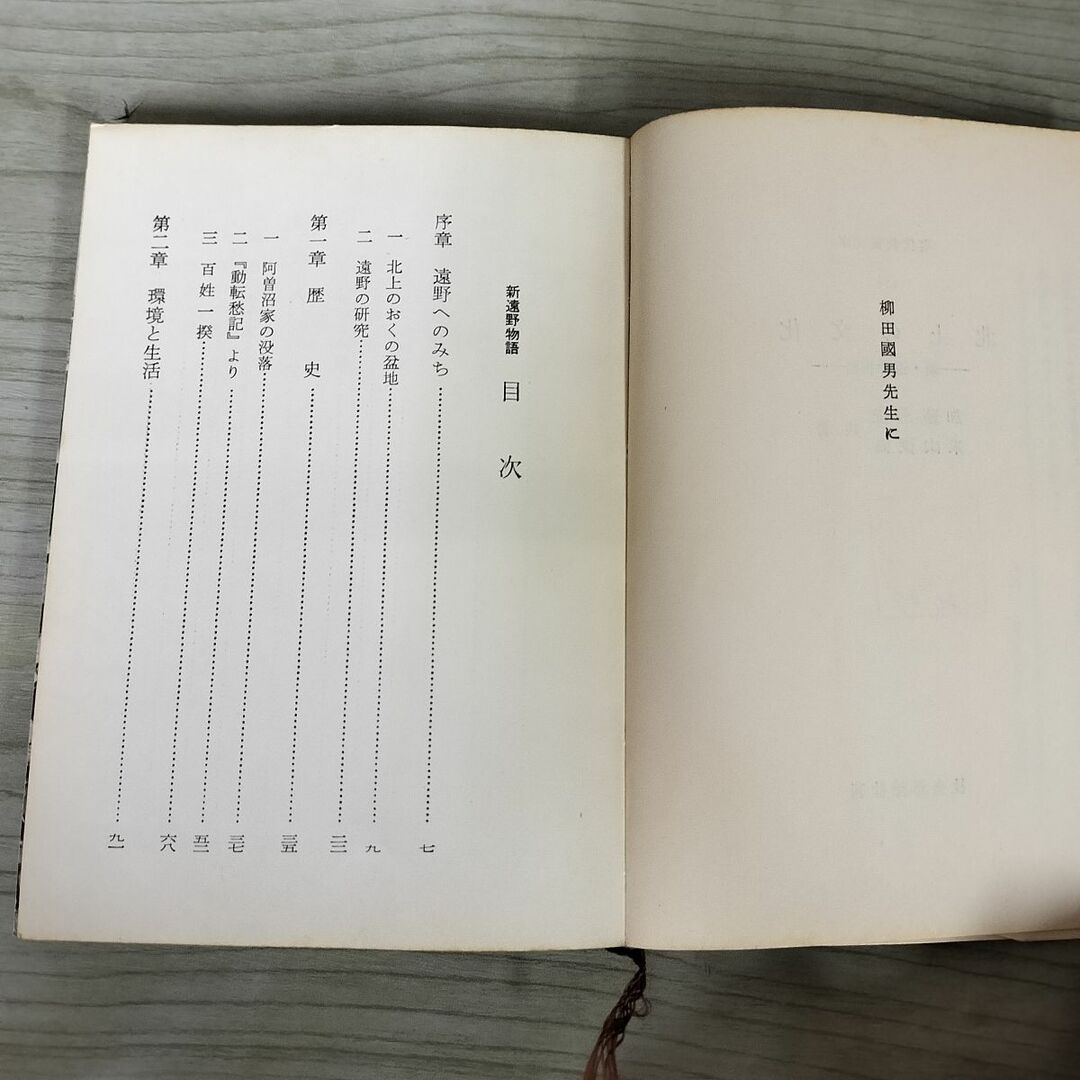 柳田國男先生に
新遠野物語 目次
序章 遠野へのみち……七
一 北上のおくの盆地……九
二 遠野の研究……二二
第一章 歴史……三五
一 阿曽沼家の没落……三七
二 『動転愁記』より……五二
三 百姓一揆……六八
第二章 環境と生活……九一